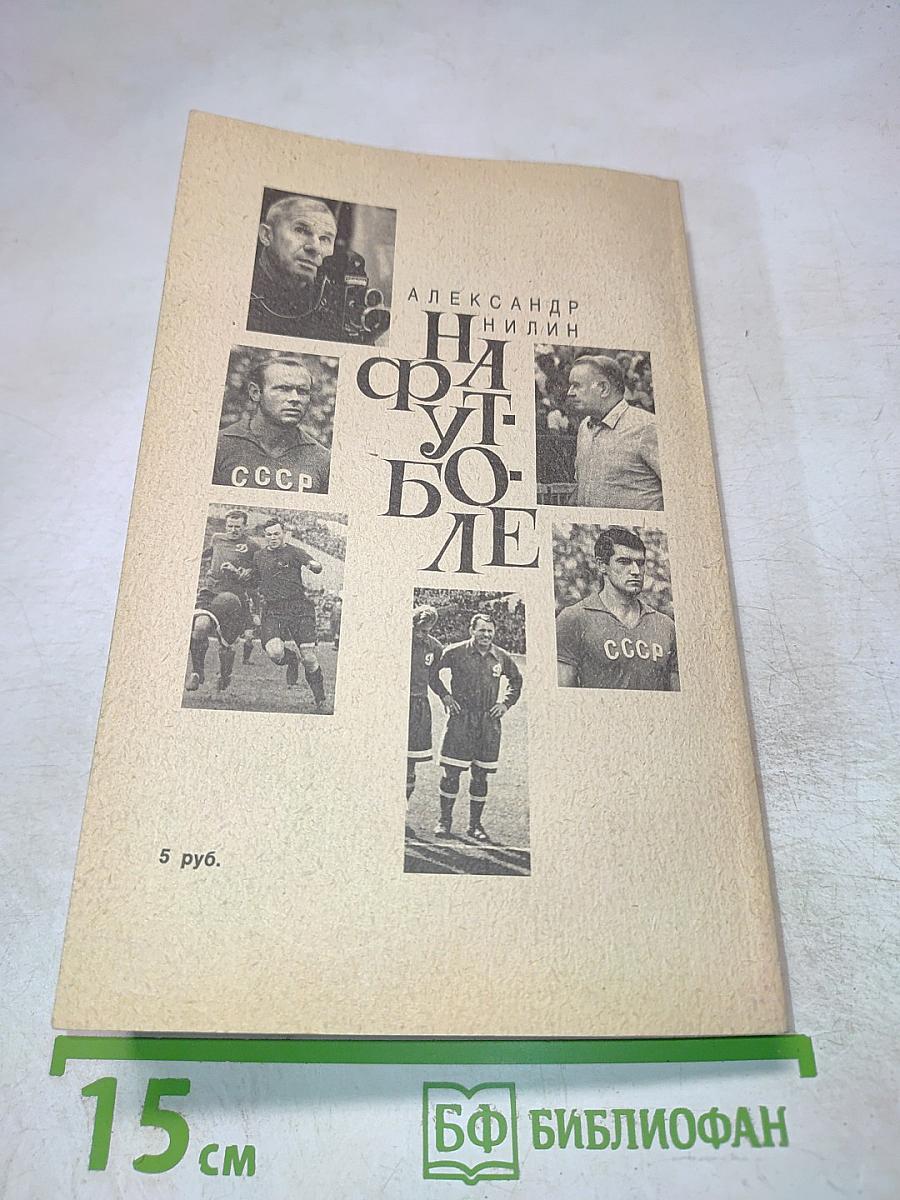 АЛЕКСАНДР
НИЛИН
НА
ФУТ-
БО-
ЛЕ
СССР
СССР
Д
5 руб.
15 см
БФ БИБЛИОФАН